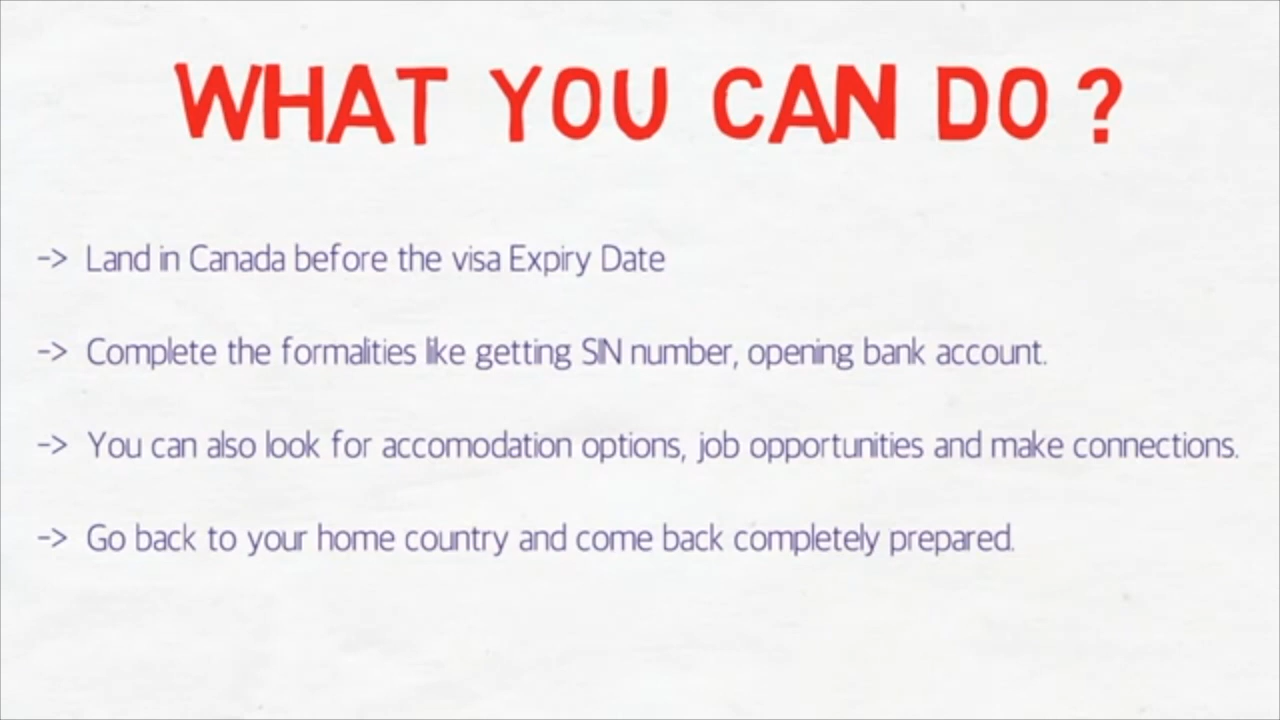 WHAT YOU CAN DO ?
-> Land in Canada before the visa Expiry Date
-> Complete the formalities like getting SIN number, opening bank account.
-> You can also look for accomodation options, job opportunities and make connections.
-> Go back to your home country and come back completely prepared.